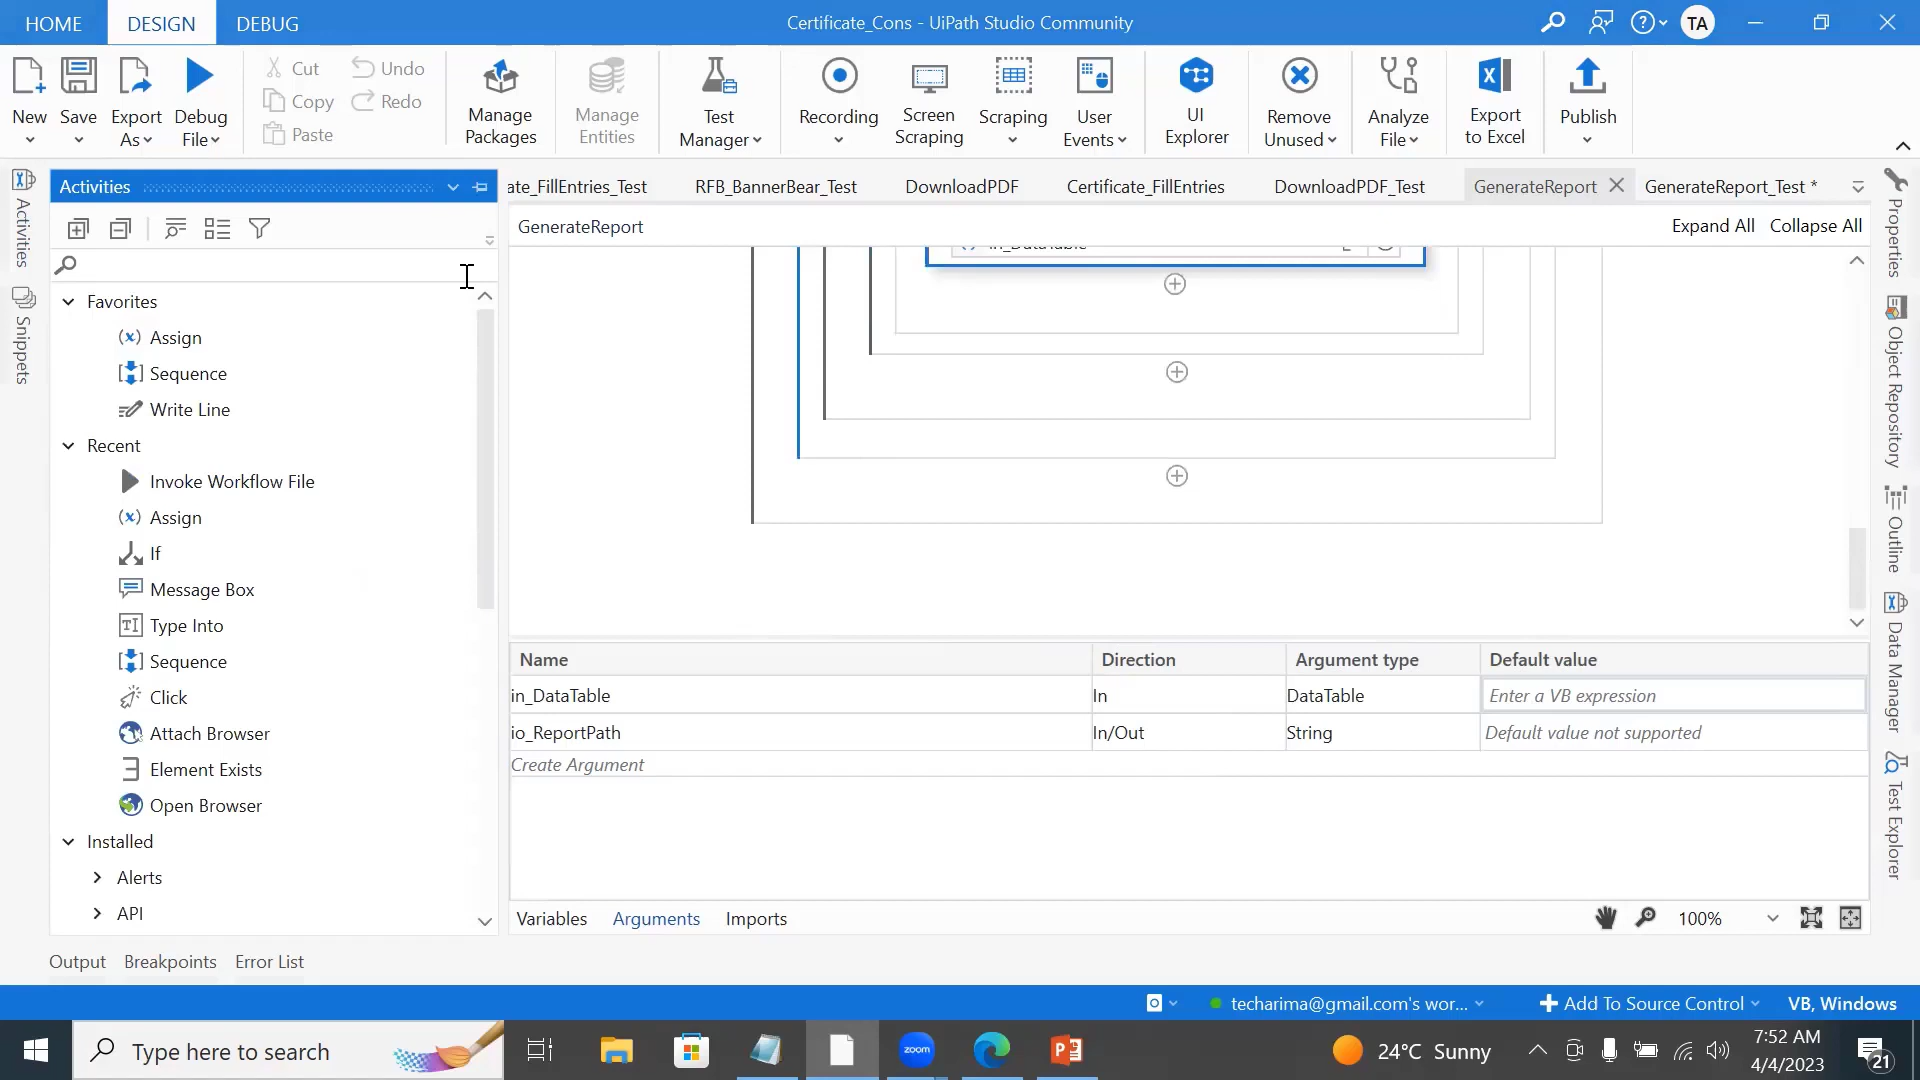 HOME DESIGN DEBUG Certificate_Cons - UiPath Studio Community TA
New Save Export As Debug File Cut Copy Paste Undo Redo Manage Packages Manage Entities Test Manager Recording Screen Scraping Scraping User Events UI Explorer Remove Unused Analyze File Export to Excel Publish
Activities
ate_FillEntries_Test RFB_BannerBear_Test DownloadPDF Certificate_FillEntries DownloadPDF_Test GenerateReport GenerateReport_Test *
GenerateReport Expand All Collapse All
in_DataTable
Activities
Snippets
Favorites
Assign
Sequence
Write Line
Recent
Invoke Workflow File
Assign
If
Message Box
Type Into
Sequence
Click
Attach Browser
Element Exists
Open Browser
Installed
Alerts
API
Name Direction Argument type Default value
in_DataTable In DataTable Enter a VB expression
io_ReportPath In/Out String Default value not supported
Create Argument
Variables Arguments Imports 100%
Properties
Object Repository
Outline
Data Manager
Test Explorer
Output Breakpoints Error List
techarima@gmail.com's wor... Add To Source Control VB, Windows
Type here to search zoom 24°C Sunny 7:52 AM
4/4/2023 21